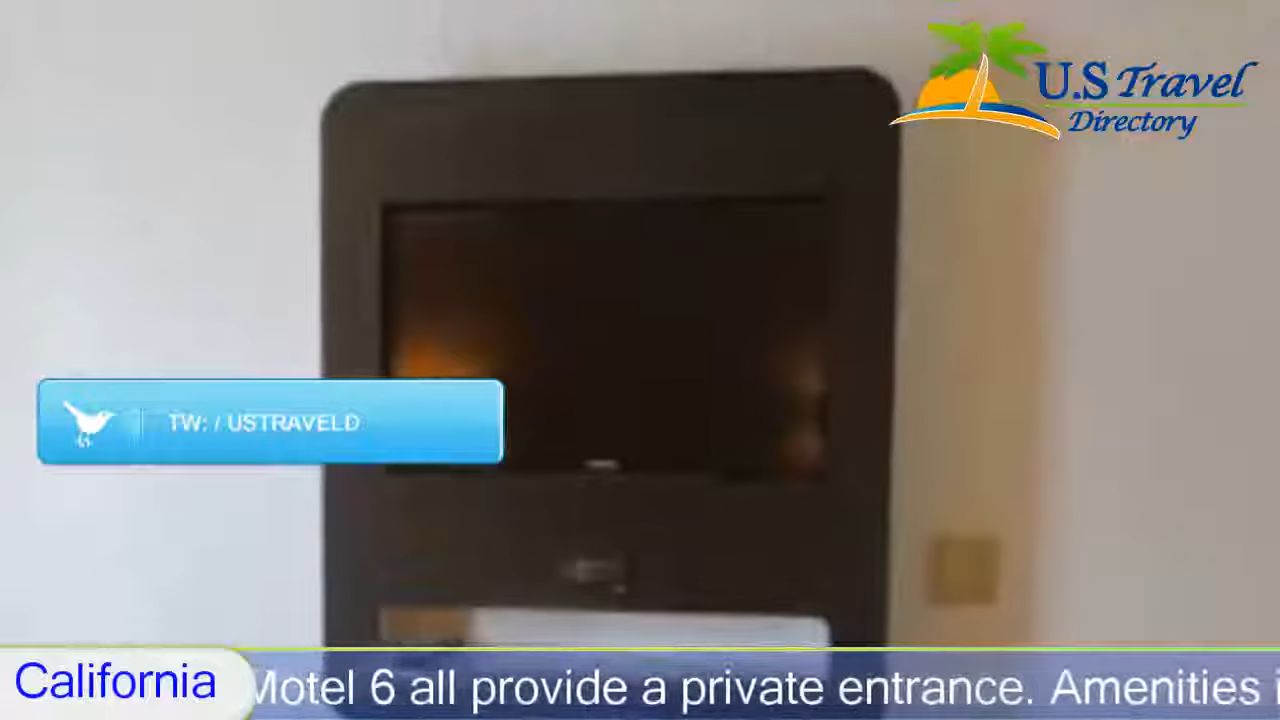 U.S Travel
Directory
TW: / USTRAVELD
California
Motel 6 all provide a private entrance. Amenities